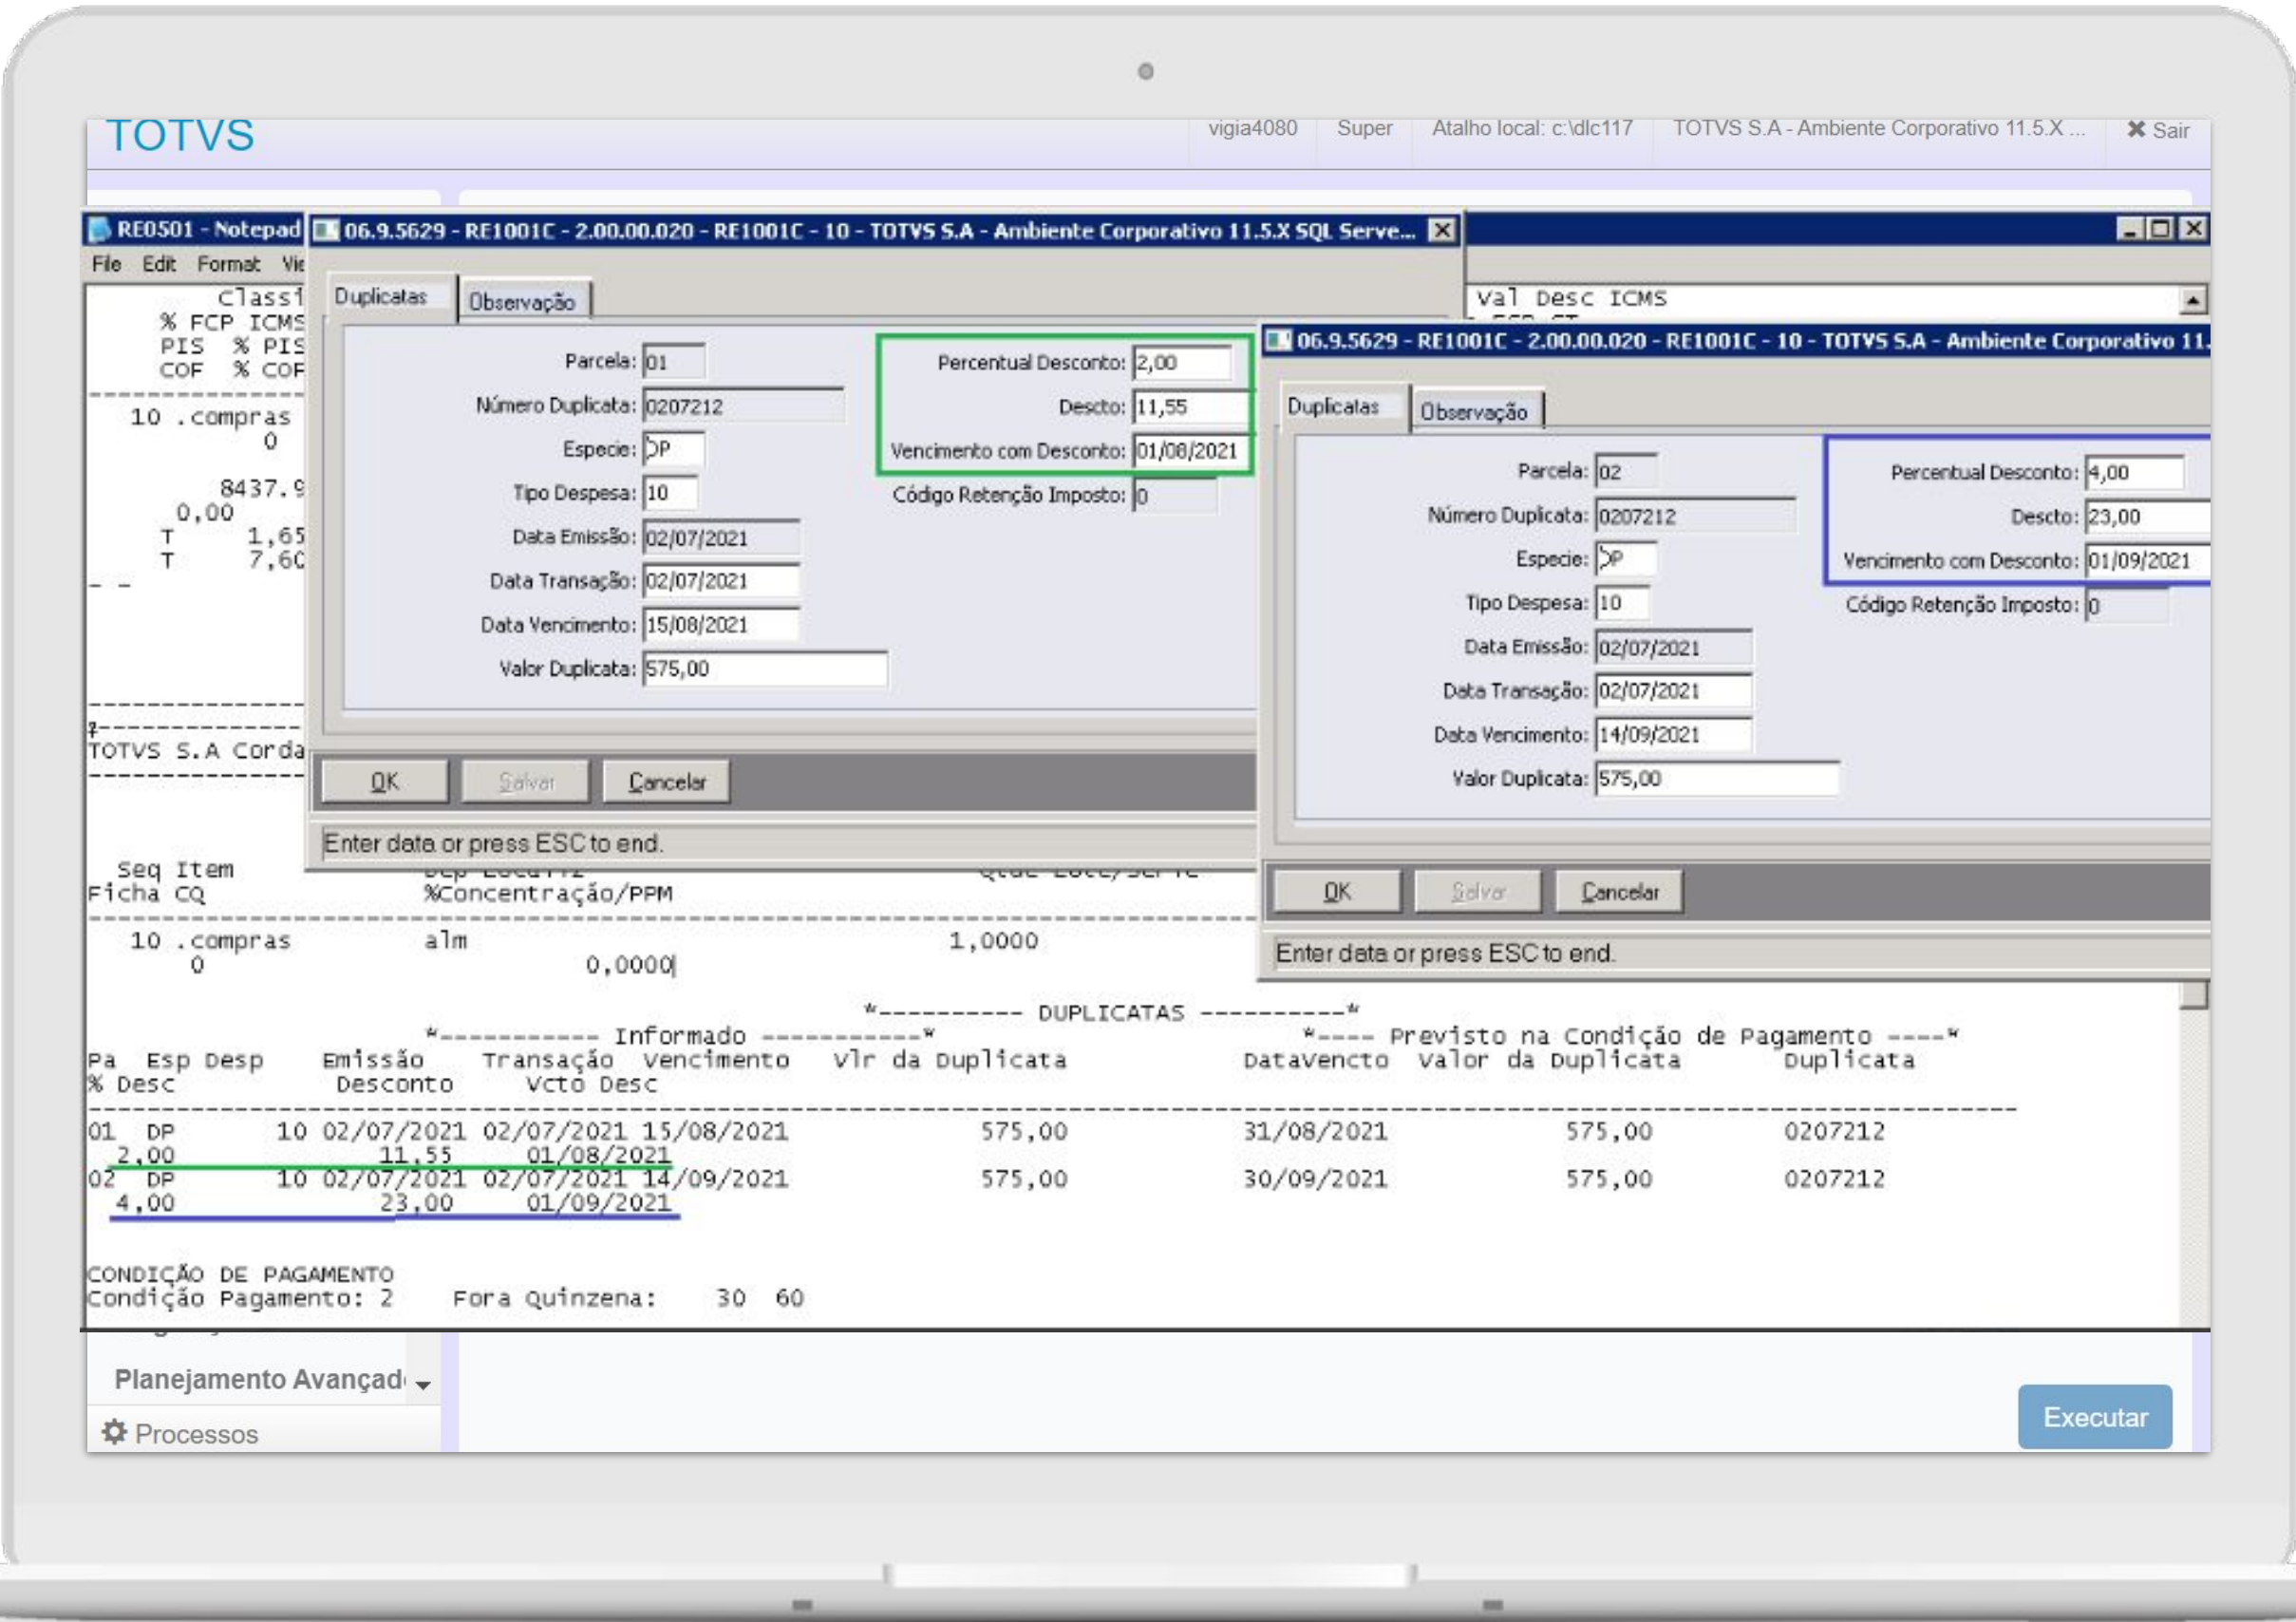 TOTVS
vigia4080 Super Atalho local: c:\dlc117 TOTVS S.A - Ambiente Corporativo 11.5.X ... ✖ Sair
RE0501 - Notepad
File Edit Format Vie
Classi
% FCP ICMS
PIS % PIS
COF % COF
10 .compras
0
8437.9
0,00
T 1,65
T 7,60
- -
TOTVS S.A Corda
Val Desc ICMS
06.9.5629 - RE1001C - 2.00.00.020 - RE1001C - 10 - TOTVS S.A - Ambiente Corporativo 11.5.X SQL Serve...
Duplicatas Observação
Parcela: 01
Número Duplicata: 0207212
Especie: DP
Tipo Despesa: 10
Data Emissão: 02/07/2021
Data Transação: 02/07/2021
Data Vencimento: 15/08/2021
Valor Duplicata: 575,00
Percentual Desconto: 2,00
Descto: 11,55
Vencimento com Desconto: 01/08/2021
Código Retenção Imposto: 0
OK Salvar Cancelar
Enter data or press ESC to end.
06.9.5629 - RE1001C - 2.00.00.020 - RE1001C - 10 - TOTVS S.A - Ambiente Corporativo 11.
Duplicatas Observação
Parcela: 02
Número Duplicata: 0207212
Especie: DP
Tipo Despesa: 10
Data Emissão: 02/07/2021
Data Transação: 02/07/2021
Data Vencimento: 14/09/2021
Valor Duplicata: 575,00
Percentual Desconto: 4,00
Descto: 23,00
Vencimento com Desconto: 01/09/2021
Código Retenção Imposto: 0
OK Salvar Cancelar
Enter data or press ESC to end.
Seq Item
Ficha CQ %Concentração/PPM
10 .compras alm 1,0000
0 0,0000
*---------- DUPLICATAS ----------*
*----------- Informado -----------* *---- Previsto na Condição de Pagamento ----*
Pa Esp Desp Emissão Transação Vencimento Vlr da Duplicata DataVencto Valor da Duplicata Duplicata
% Desc Desconto Vcto Desc
01 DP 10 02/07/2021 02/07/2021 15/08/2021 575,00 31/08/2021 575,00 0207212
2,00 11,55 01/08/2021
02 DP 10 02/07/2021 02/07/2021 14/09/2021 575,00 30/09/2021 575,00 0207212
4,00 23,00 01/09/2021
CONDIÇÃO DE PAGAMENTO
Condição Pagamento: 2 Fora Quinzena: 30 60
Planejamento Avançad
Processos
Executar